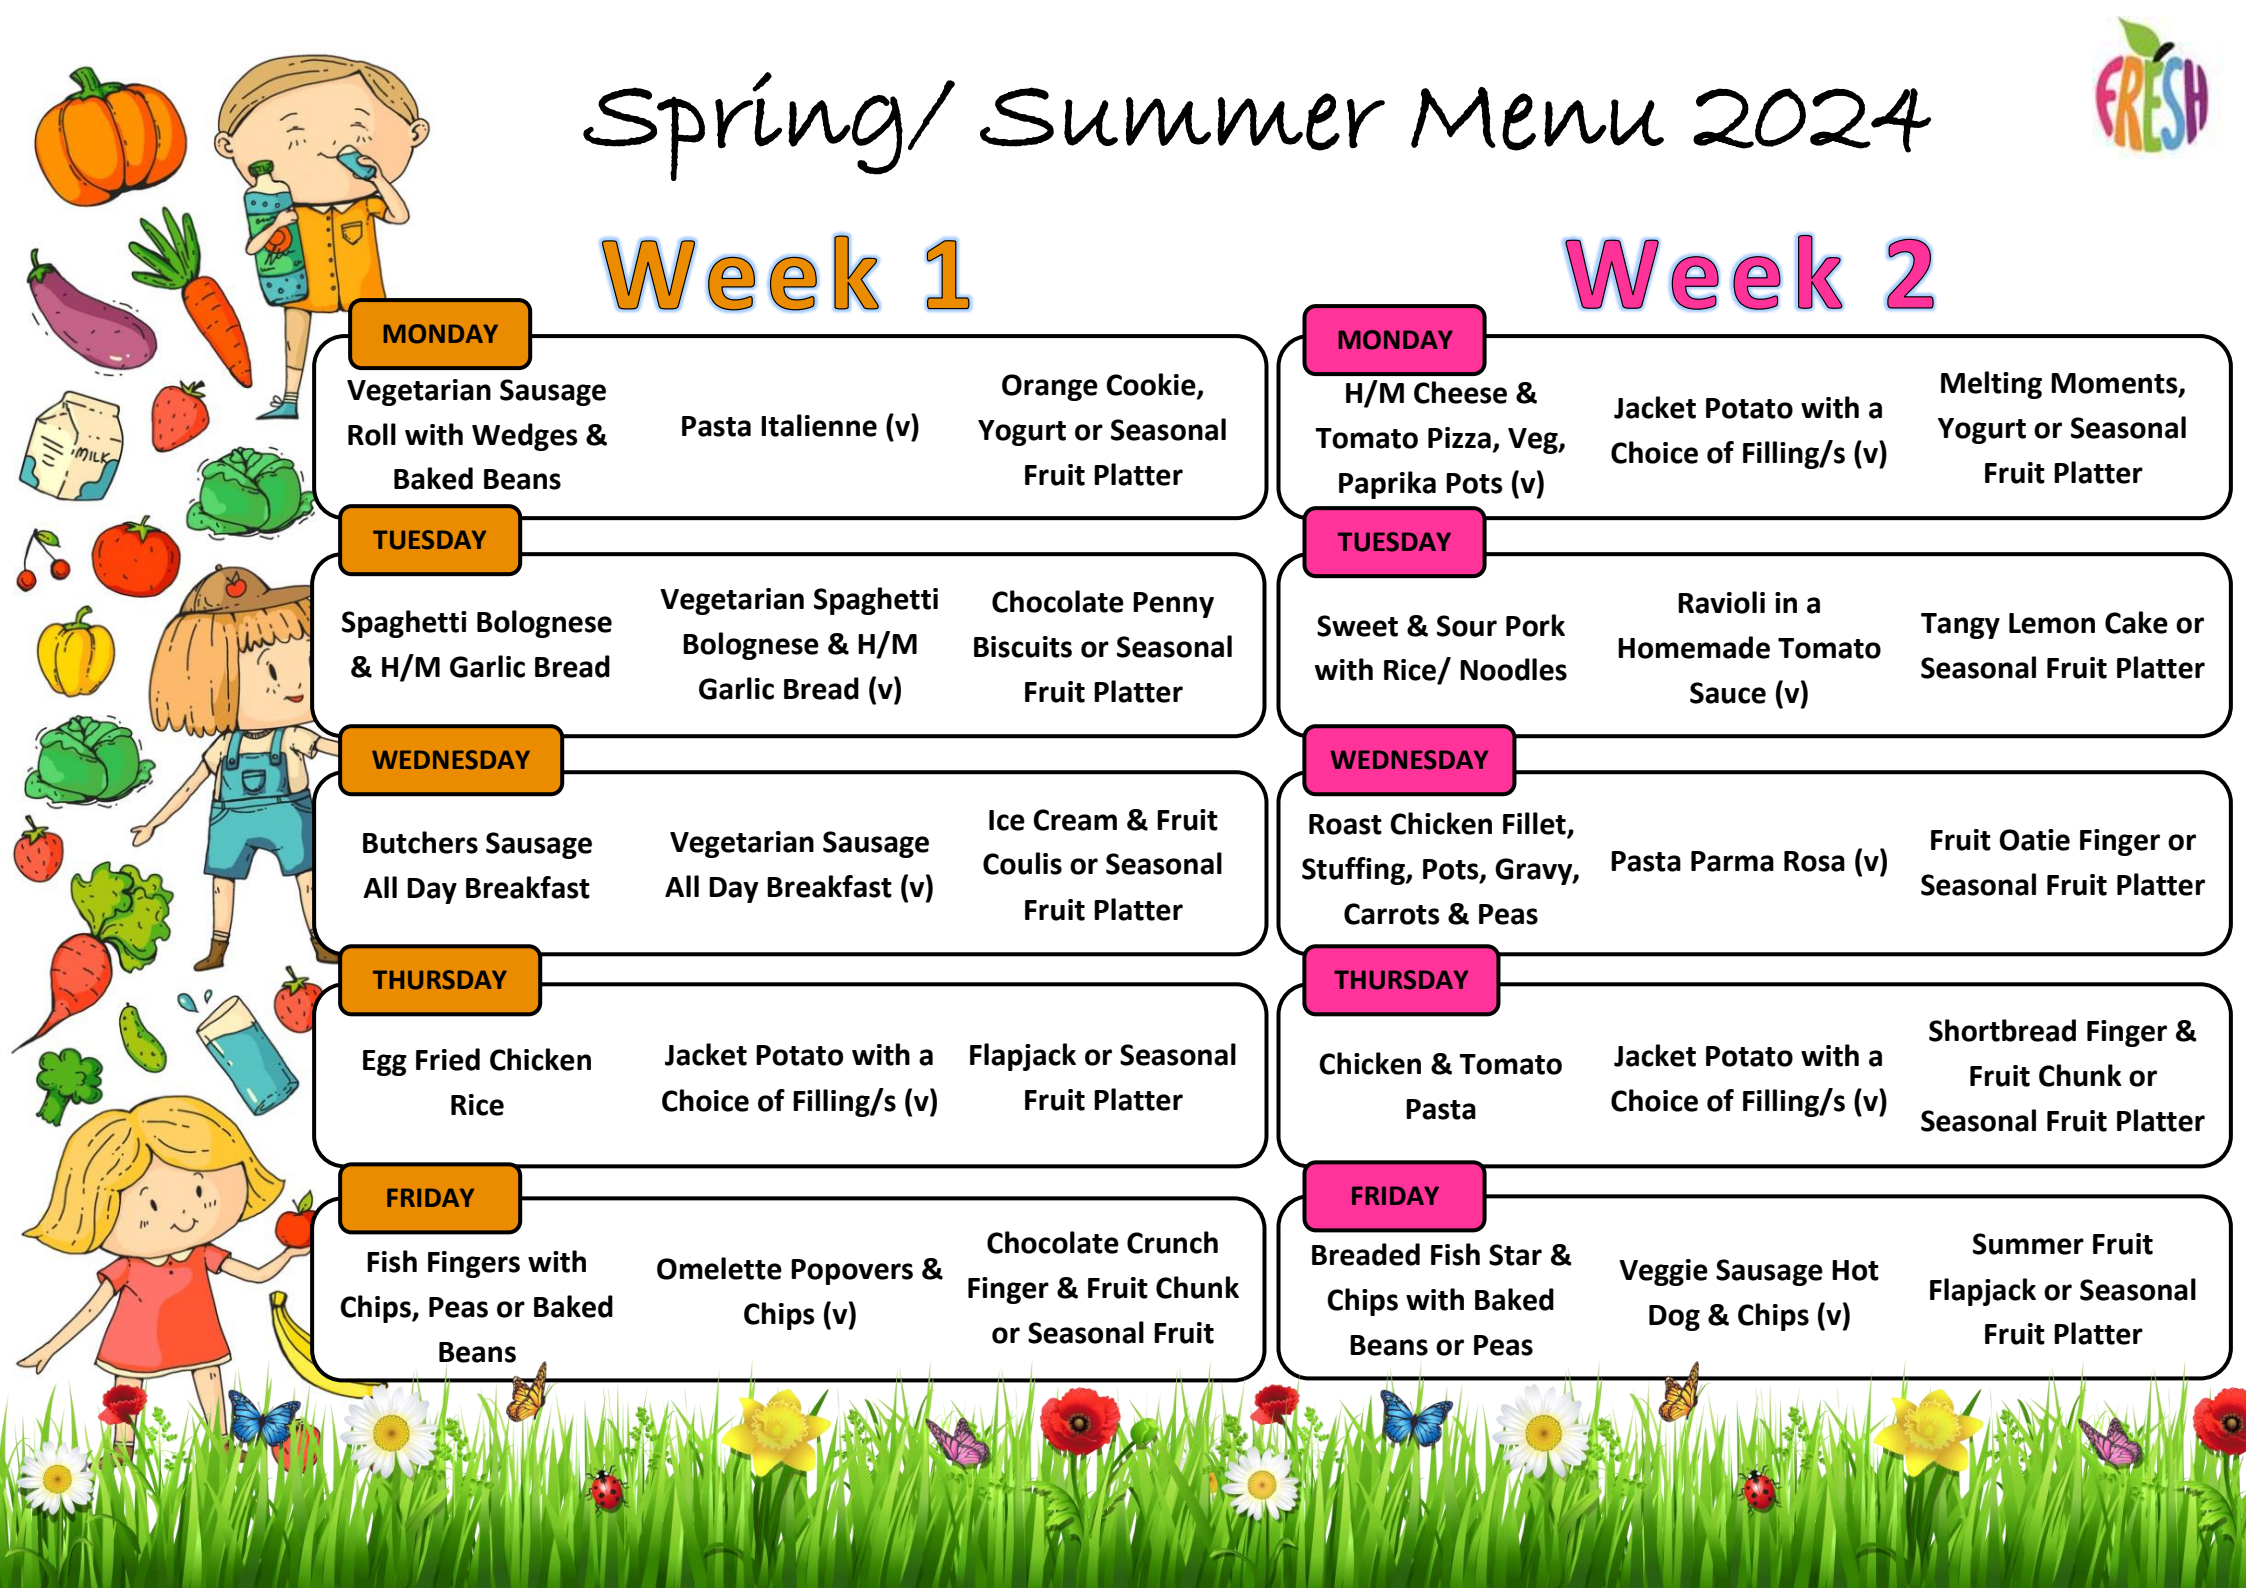 FRESH
Spring/ Summer Menu 2024
Week 1
MONDAY
Vegetarian Sausage
Roll with Wedges &
Baked Beans
Pasta Italienne (v)
Orange Cookie,
Yogurt or Seasonal
Fruit Platter
TUESDAY
Spaghetti Bolognese
& H/M Garlic Bread
Vegetarian Spaghetti
Bolognese & H/M
Garlic Bread (v)
Chocolate Penny
Biscuits or Seasonal
Fruit Platter
WEDNESDAY
Butchers Sausage
All Day Breakfast
Vegetarian Sausage
All Day Breakfast (v)
Ice Cream & Fruit
Coulis or Seasonal
Fruit Platter
THURSDAY
Egg Fried Chicken
Rice
Jacket Potato with a
Choice of Filling/s (v)
Flapjack or Seasonal
Fruit Platter
FRIDAY
Fish Fingers with
Chips, Peas or Baked
Beans
Omelette Popovers &
Chips (v)
Chocolate Crunch
Finger & Fruit Chunk
or Seasonal Fruit
Week 2
MONDAY
H/M Cheese &
Tomato Pizza, Veg,
Paprika Pots (v)
Jacket Potato with a
Choice of Filling/s (v)
Melting Moments,
Yogurt or Seasonal
Fruit Platter
TUESDAY
Sweet & Sour Pork
with Rice/ Noodles
Ravioli in a
Homemade Tomato
Sauce (v)
Tangy Lemon Cake or
Seasonal Fruit Platter
WEDNESDAY
Roast Chicken Fillet,
Stuffing, Pots, Gravy,
Carrots & Peas
Pasta Parma Rosa (v)
Fruit Oatie Finger or
Seasonal Fruit Platter
THURSDAY
Chicken & Tomato
Pasta
Jacket Potato with a
Choice of Filling/s (v)
Shortbread Finger &
Fruit Chunk or
Seasonal Fruit Platter
FRIDAY
Breaded Fish Star &
Chips with Baked
Beans or Peas
Veggie Sausage Hot
Dog & Chips (v)
Summer Fruit
Flapjack or Seasonal
Fruit Platter
MILK